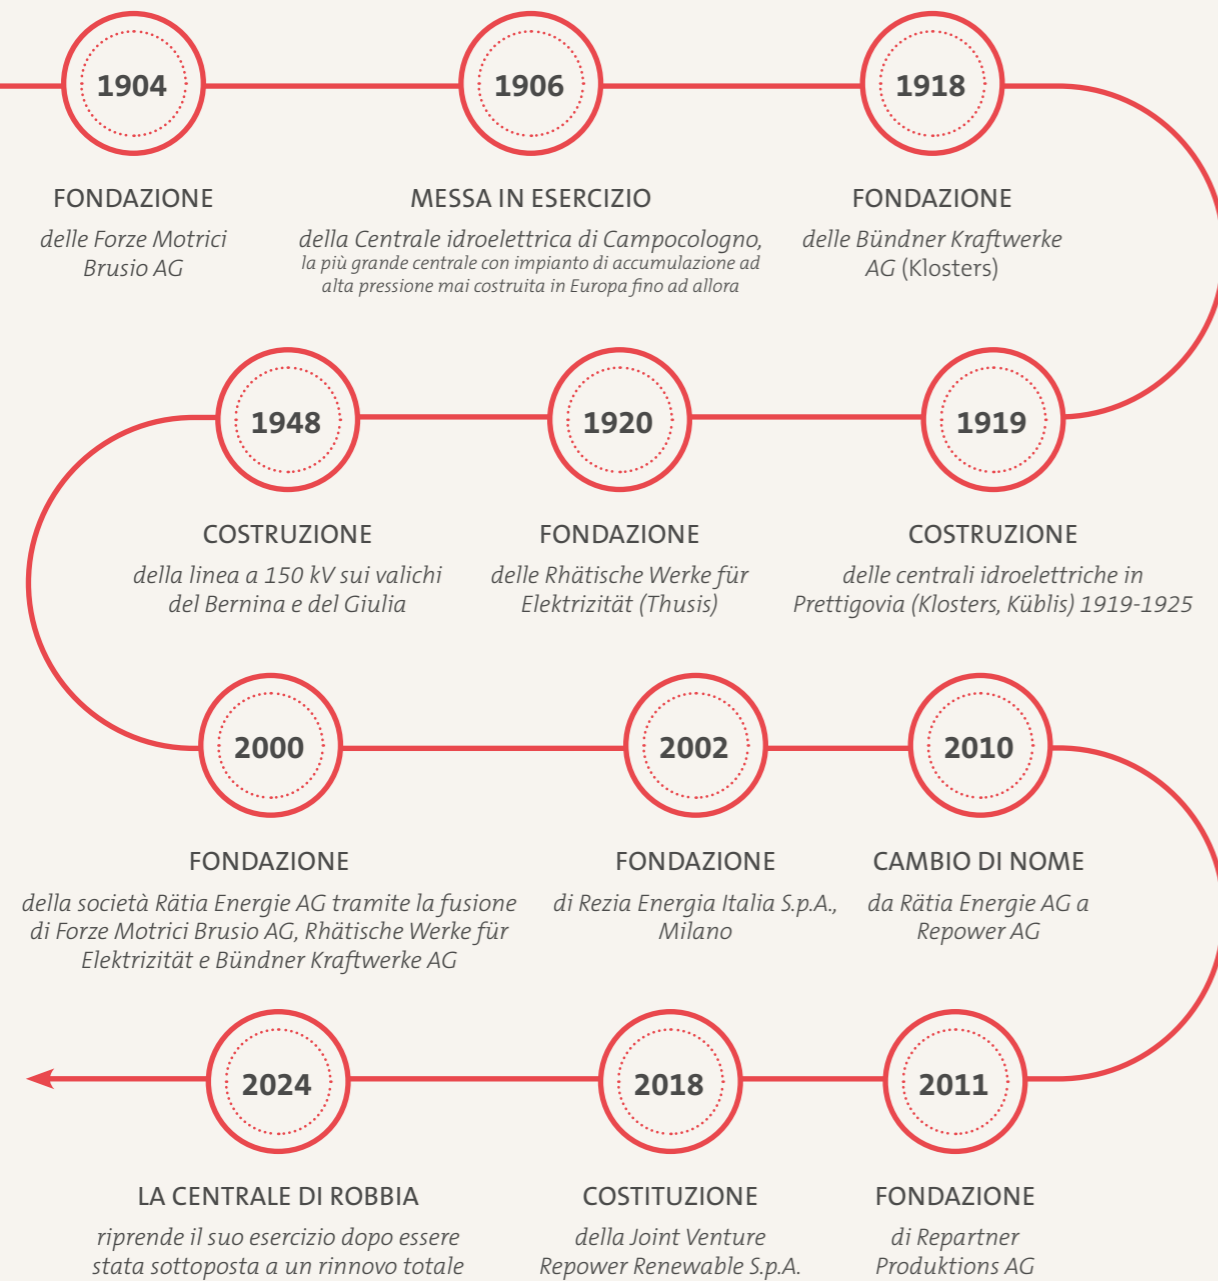 1904
FONDAZIONE
delle Forze Motrici
Brusio AG
1906
MESSA IN ESERCIZIO
della Centrale idroelettrica di Campocologno,
la più grande centrale con impianto di accumulazione ad
alta pressione mai costruita in Europa fino ad allora
1918
FONDAZIONE
delle Bündner Kraftwerke
AG (Klosters)
1919
COSTRUZIONE
delle centrali idroelettriche in
Prettigovia (Klosters, Küblis) 1919-1925
1920
FONDAZIONE
delle Rhätische Werke für
Elektrizität (Thusis)
1948
COSTRUZIONE
della linea a 150 kV sui valichi
del Bernina e del Giulia
2000
FONDAZIONE
della società Rätia Energie AG tramite la fusione
di Forze Motrici Brusio AG, Rhätische Werke für
Elektrizität e Bündner Kraftwerke AG
2002
FONDAZIONE
di Rezia Energia Italia S.p.A.,
Milano
2010
CAMBIO DI NOME
da Rätia Energie AG a
Repower AG
2011
FONDAZIONE
di Repartner
Produktions AG
2018
COSTITUZIONE
della Joint Venture
Repower Renewable S.p.A.
2024
LA CENTRALE DI ROBBIA
riprende il suo esercizio dopo essere
stata sottoposta a un rinnovo totale